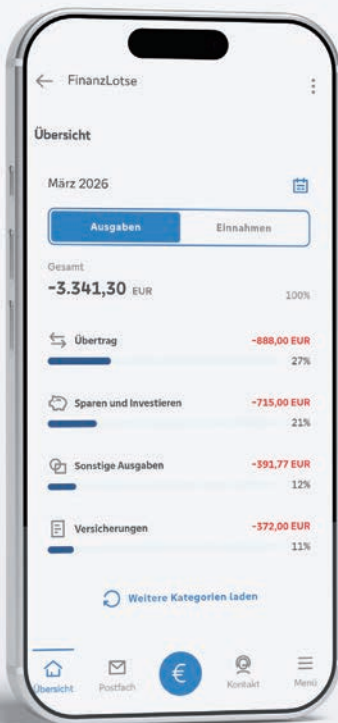 FinanzLotse
Übersicht
März 2026
Ausgaben Einnahmen
Gesamt
-3.341,30 EUR 100%
Übertrag -888,00 EUR
27%
Sparen und Investieren -715,00 EUR
21%
Sonstige Ausgaben -391,77 EUR
12%
Versicherungen -372,00 EUR
11%
Weitere Kategorien laden
€
Übersicht Postfach Kontakt Menü